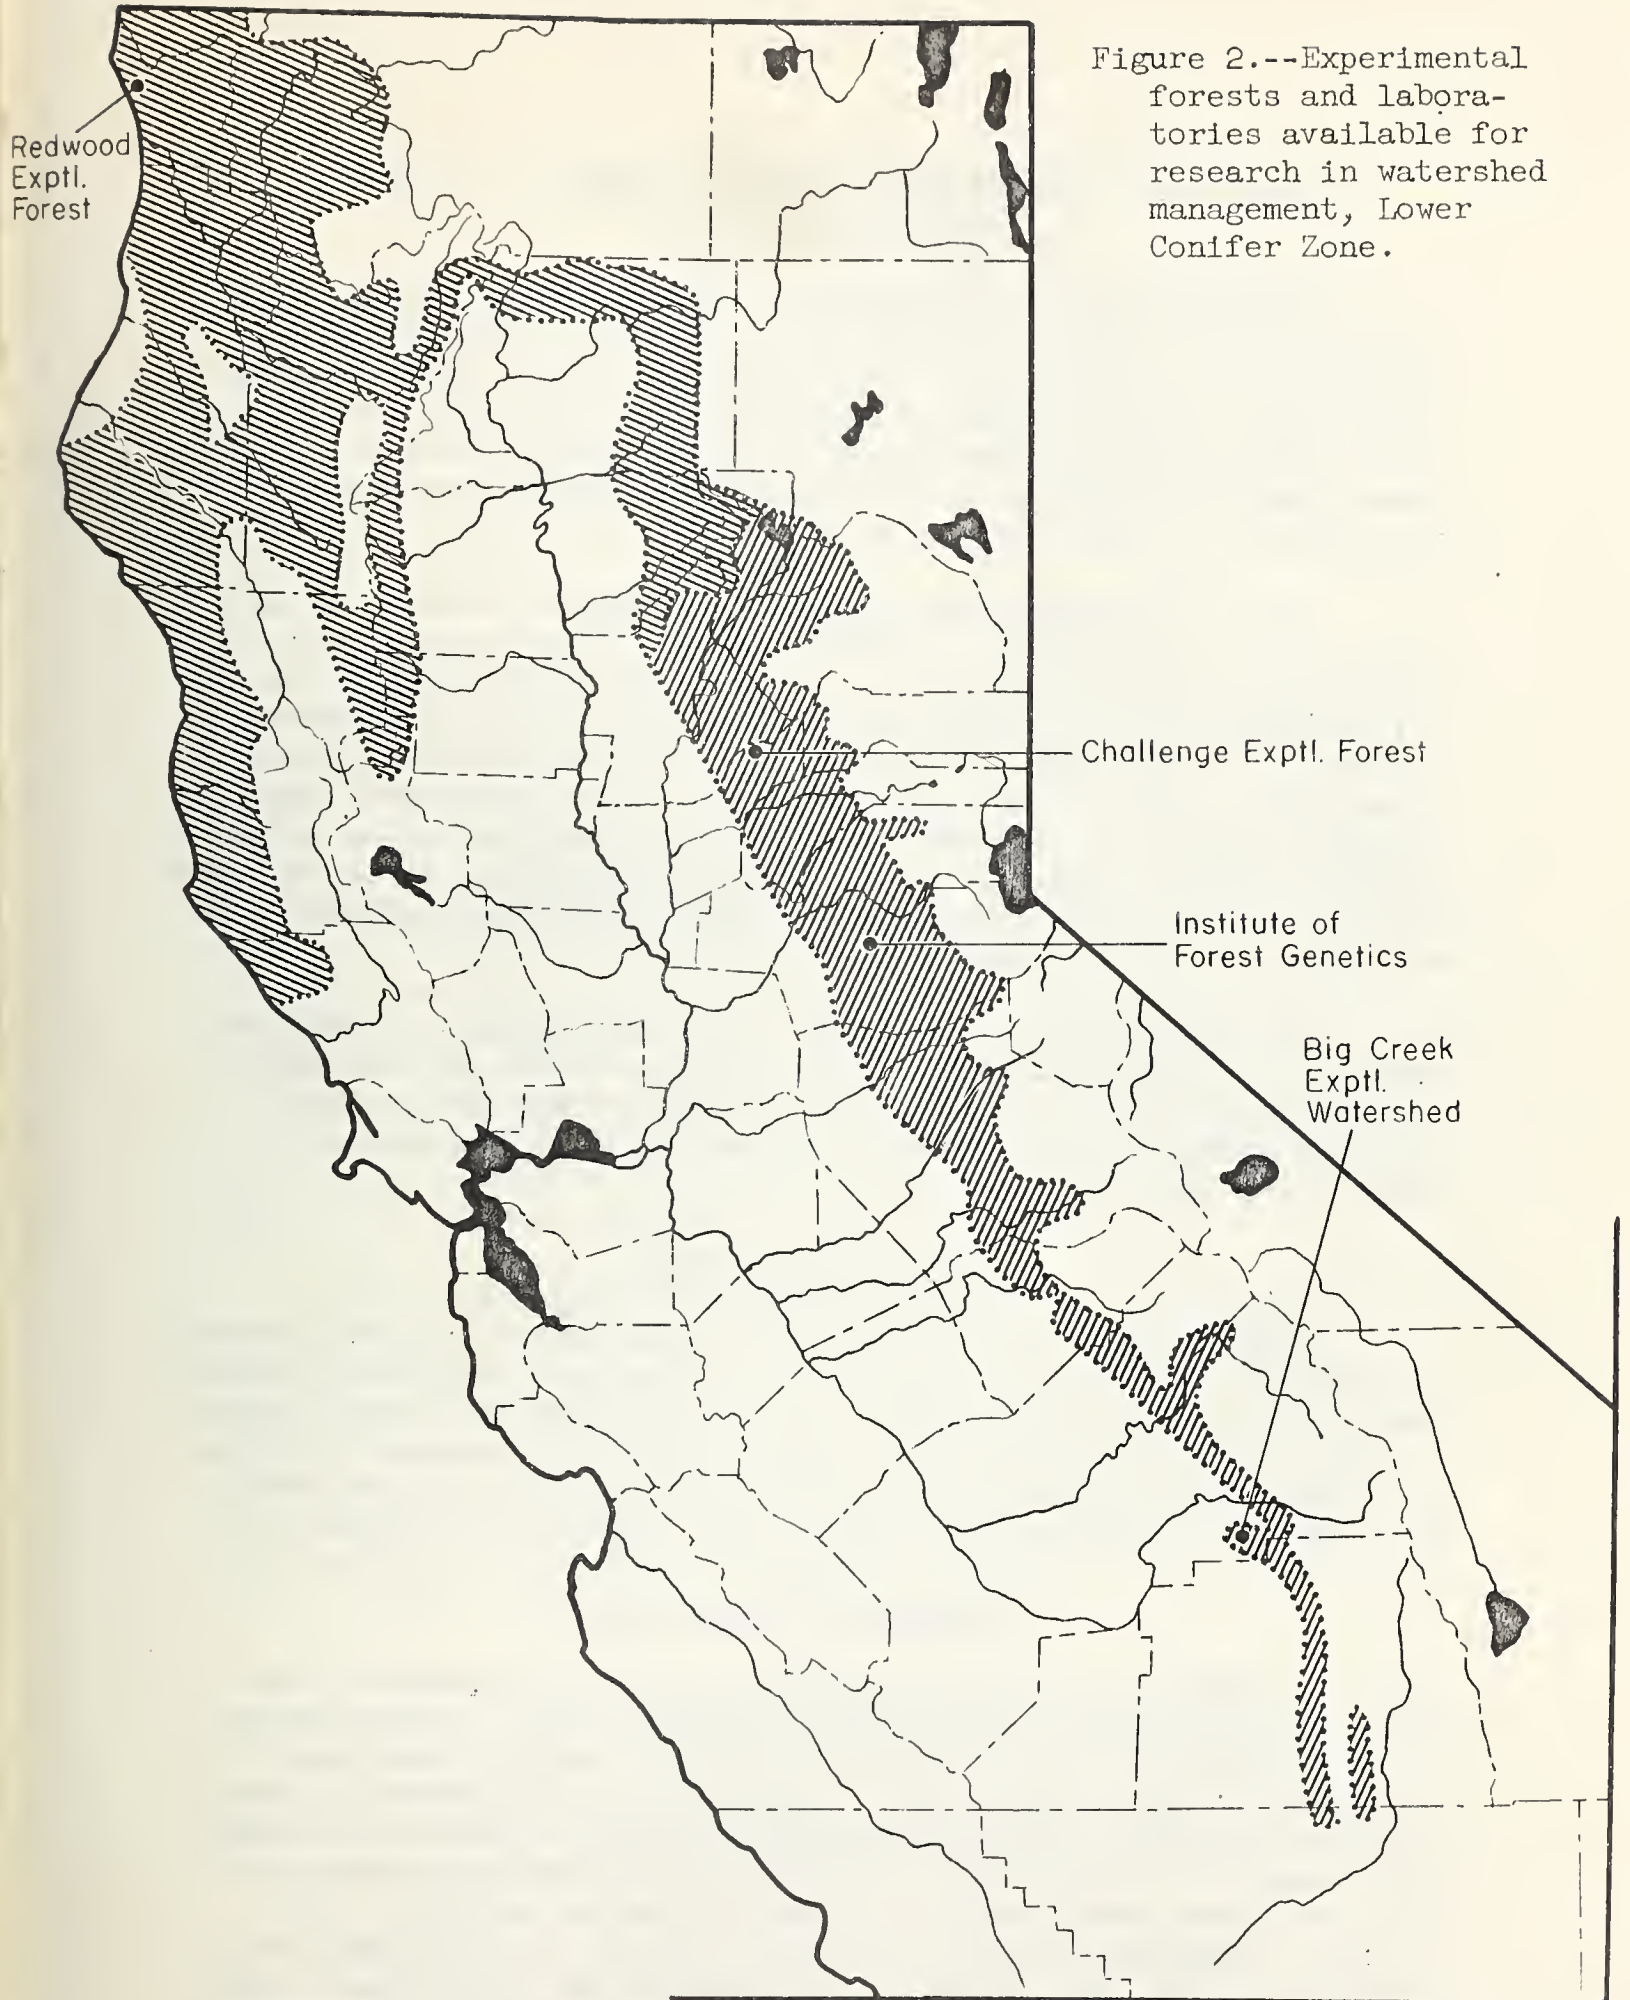 Figure 2.--Experimental
forests and labora-
tories available for
research in watershed
management, Lower
Conifer Zone.
Redwood
Exptl.
Forest
Challenge Exptl. Forest
Institute of
Forest Genetics
Big Creek
Exptl.
Watershed